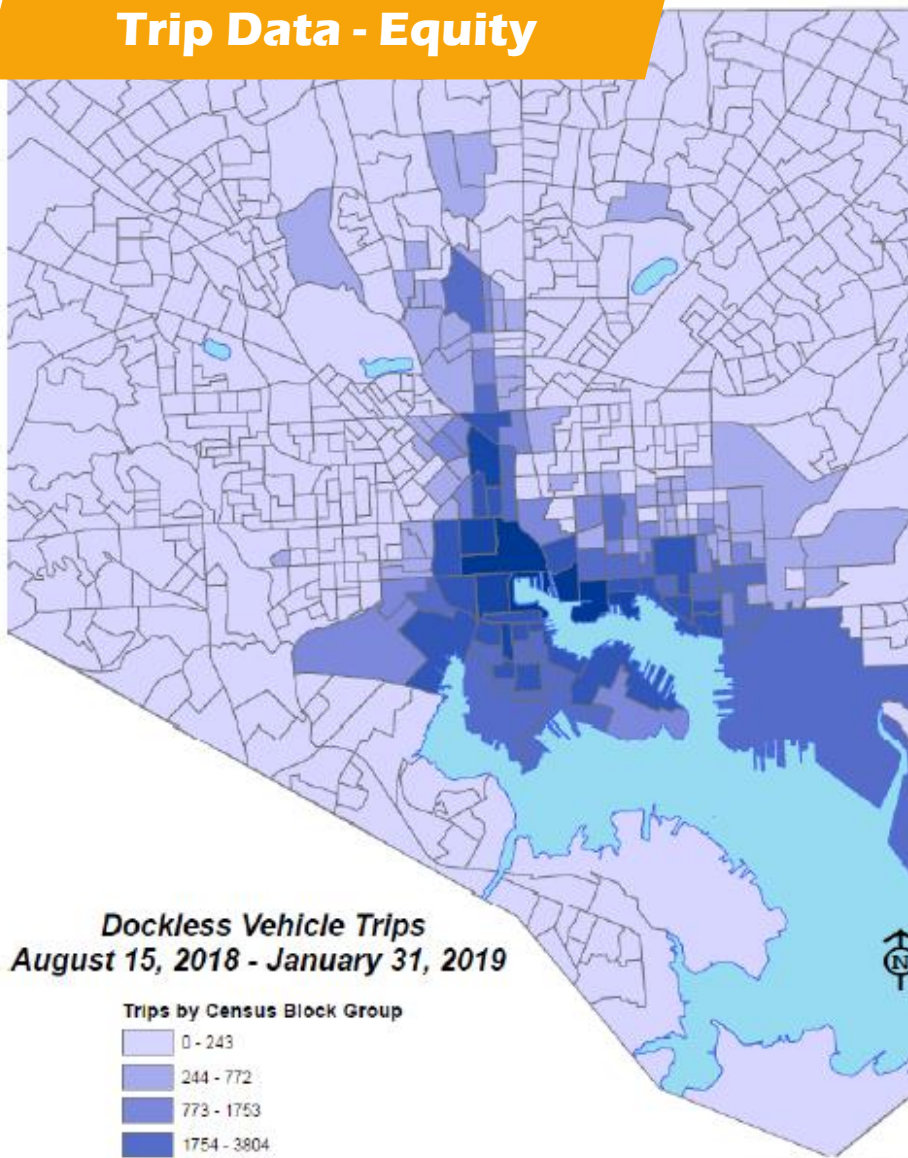 Trip Data - Equity
Dockless Vehicle Trips
August 15, 2018 - January 31, 2019
Trips by Census Block Group
0 - 243
244 - 772
773 - 1753
1754 - 3804
N